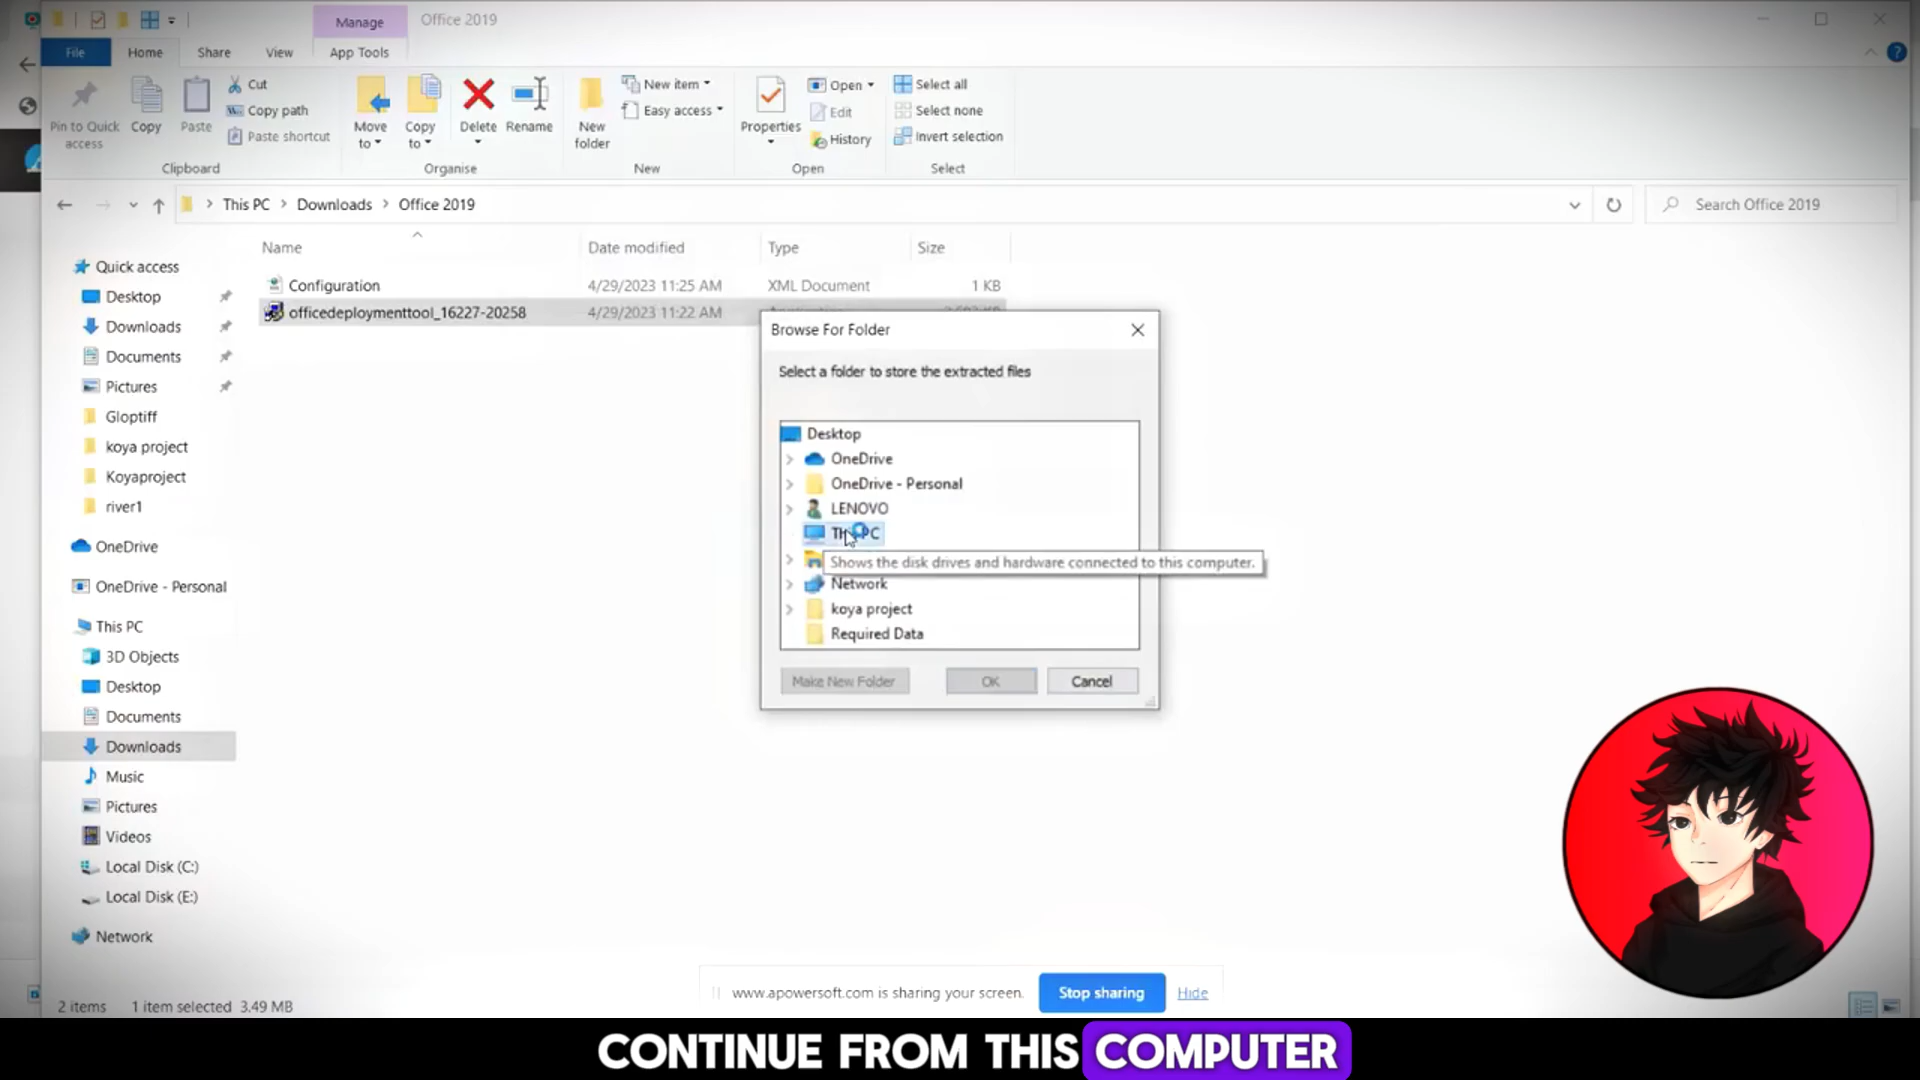 Manage
Office 2019
File
Home
Share
View
App Tools
Pin to Quick access
Copy
Paste
Cut
Copy path
Paste shortcut
Clipboard
Move to
Copy to
Delete
Rename
Organise
New folder
New item
Easy access
New
Properties
Open
Edit
History
Open
Select all
Select none
Invert selection
Select
This PC
Downloads
Office 2019
Search Office 2019
Name
Date modified
Type
Size
Configuration
4/29/2023 11:25 AM
XML Document
1 KB
officedeploymenttool_16227-20258
4/29/2023 11:22 AM
Quick access
Desktop
Downloads
Documents
Pictures
Gloptiff
koya project
Koyaproject
river1
OneDrive
OneDrive - Personal
This PC
3D Objects
Desktop
Documents
Downloads
Music
Pictures
Videos
Local Disk (C:)
Local Disk (E:)
Network
Browse For Folder
Select a folder to store the extracted files
Desktop
OneDrive
OneDrive - Personal
LENOVO
This PC
Shows the disk drives and hardware connected to this computer.
Network
koya project
Required Data
Make New Folder
OK
Cancel
www.apowersoft.com is sharing your screen.
Stop sharing
Hide
2 items
1 item selected 3.49 MB
CONTINUE FROM THIS COMPUTER